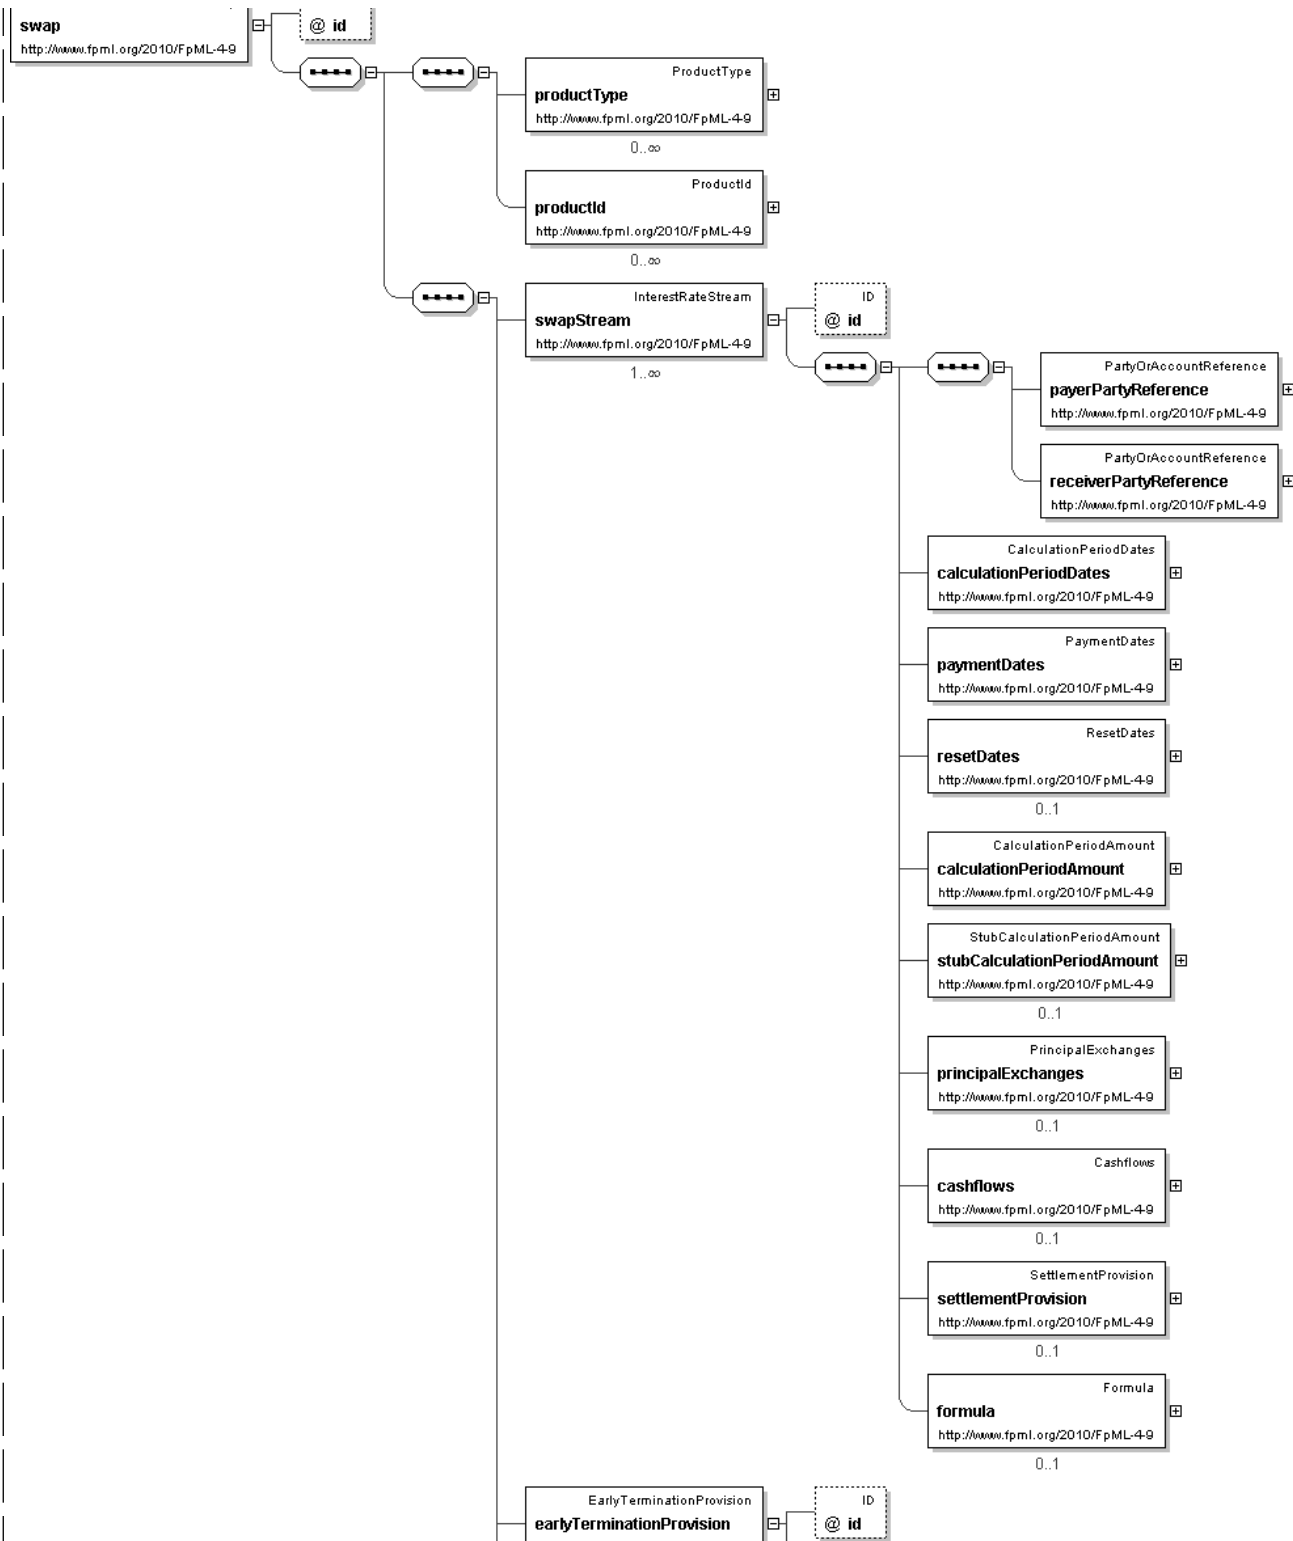 swap
http://www.fpml.org/2010/FpML-4-9
@ id
ProductType
productType
http://www.fpml.org/2010/FpML-4-9
0..∞
ProductId
productId
http://www.fpml.org/2010/FpML-4-9
0..∞
InterestRateStream
swapStream
http://www.fpml.org/2010/FpML-4-9
1..∞
ID
@ id
PartyOrAccountReference
payerPartyReference
http://www.fpml.org/2010/FpML-4-9
PartyOrAccountReference
receiverPartyReference
http://www.fpml.org/2010/FpML-4-9
CalculationPeriodDates
calculationPeriodDates
http://www.fpml.org/2010/FpML-4-9
PaymentDates
paymentDates
http://www.fpml.org/2010/FpML-4-9
ResetDates
resetDates
http://www.fpml.org/2010/FpML-4-9
0..1
CalculationPeriodAmount
calculationPeriodAmount
http://www.fpml.org/2010/FpML-4-9
StubCalculationPeriodAmount
stubCalculationPeriodAmount
http://www.fpml.org/2010/FpML-4-9
0..1
PrincipalExchanges
principalExchanges
http://www.fpml.org/2010/FpML-4-9
0..1
Cashflows
cashflows
http://www.fpml.org/2010/FpML-4-9
0..1
SettlementProvision
settlementProvision
http://www.fpml.org/2010/FpML-4-9
0..1
Formula
formula
http://www.fpml.org/2010/FpML-4-9
0..1
EarlyTerminationProvision
earlyTerminationProvision
ID
@ id